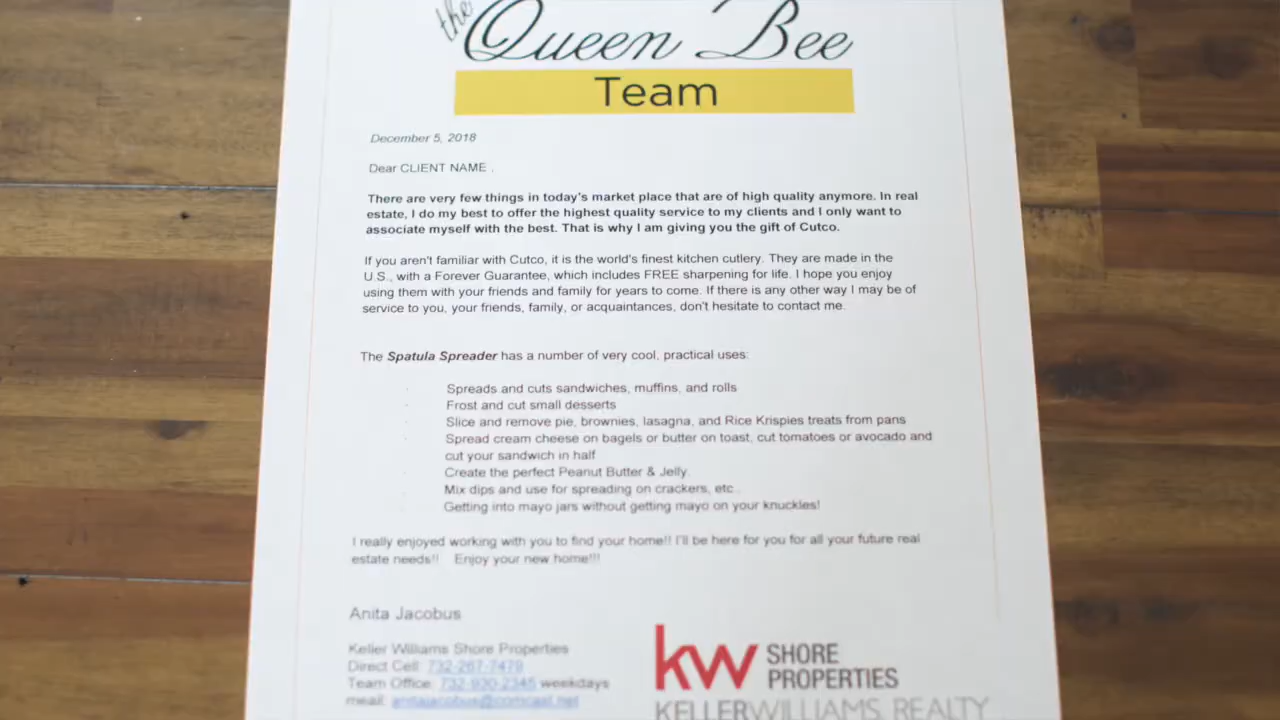 the Queen Bee
Team
December 5, 2018
Dear CLIENT NAME ,
There are very few things in today's market place that are of high quality anymore. In real
estate, I do my best to offer the highest quality service to my clients and I only want to
associate myself with the best. That is why I am giving you the gift of Cutco.
If you aren't familiar with Cutco, it is the world's finest kitchen cutlery. They are made in the
U.S., with a Forever Guarantee, which includes FREE sharpening for life. I hope you enjoy
using them with your friends and family for years to come. If there is any other way I may be of
service to you, your friends, family, or acquaintances, don't hesitate to contact me.
The Spatula Spreader has a number of very cool, practical uses:
· Spreads and cuts sandwiches, muffins, and rolls
· Frost and cut small desserts
· Slice and remove pie, brownies, lasagna, and Rice Krispies treats from pans
· Spread cream cheese on bagels or butter on toast, cut tomatoes or avocado and
cut your sandwich in half
· Create the perfect Peanut Butter & Jelly.
· Mix dips and use for spreading on crackers, etc..
· Getting into mayo jars without getting mayo on your knuckles!
I really enjoyed working with you to find your home!! I'll be here for you for all your future real
estate needs!! Enjoy your new home!!!
Anita Jacobus
Keller Williams Shore Properties
Direct Cell: 732-267-7479
Team Office: 732-930-2345 weekdays
meail: anitajacobus@comcast.net
kw SHORE
PROPERTIES
KELLERWILLIAMS. REALTY